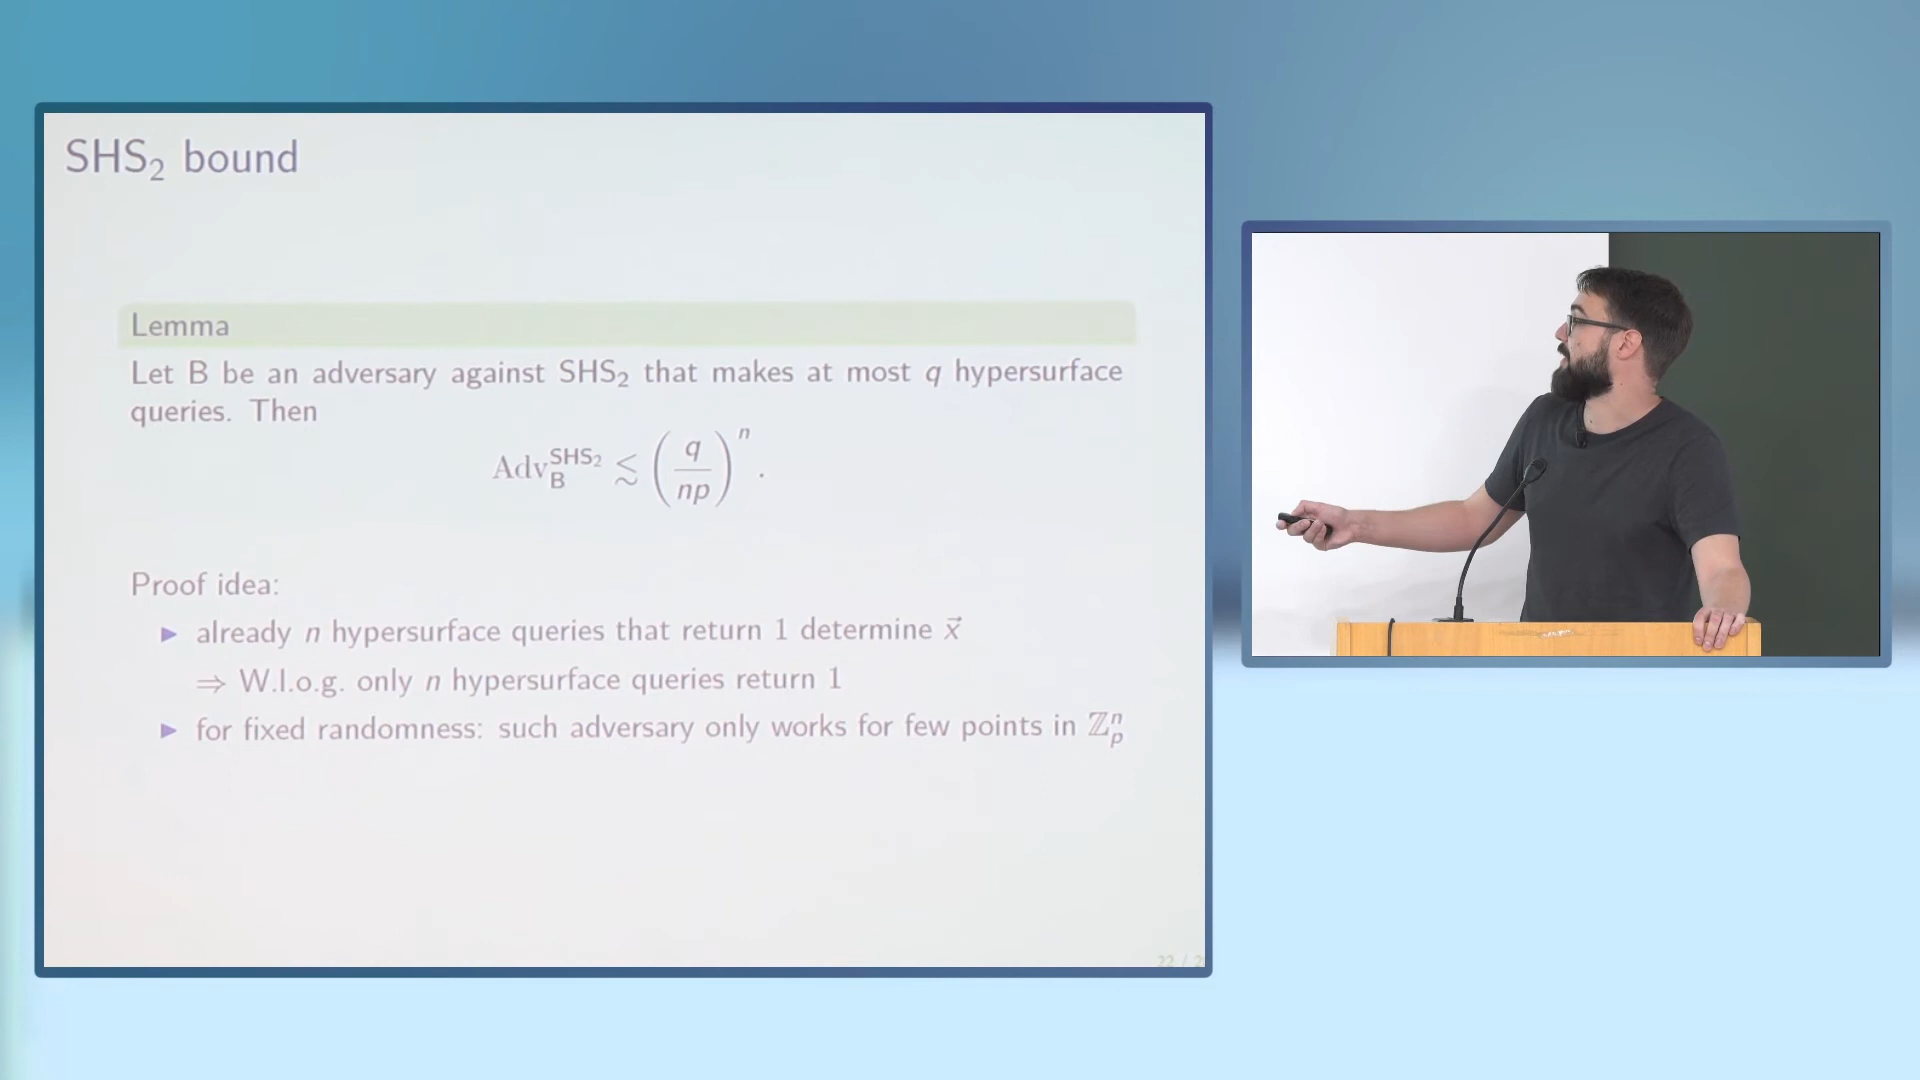 SHS₂ bound
Lemma
Let B be an adversary against SHS₂ that makes at most q hypersurface
queries. Then
Adv_B^{SHS₂} ≲ (q/np)^n.
Proof idea:
▶ already n hypersurface queries that return 1 determine x⃗
⇒ W.l.o.g. only n hypersurface queries return 1
▶ for fixed randomness: such adversary only works for few points in ℤ_p^n
22 / 2